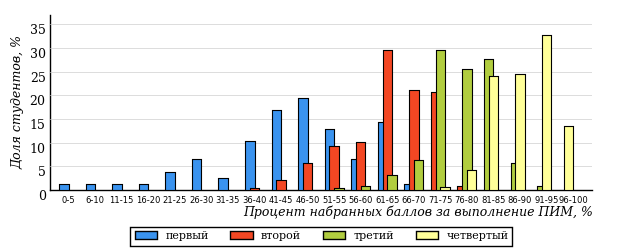 Доля студентов, %
35
30
25
20
15
10
5
0
0-5 6-10 11-15 16-20 21-25 26-30 31-35 36-40 41-45 46-50 51-55 56-60 61-65 66-70 71-75 76-80 81-85 86-90 91-95 96-100
Процент набранных баллов за выполнение ПИМ, %
первый второй третий четвертый